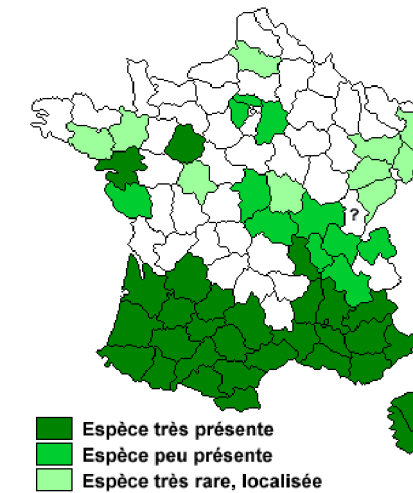 ?
Espèce très présente
Espèce peu présente
Espèce très rare, localisée